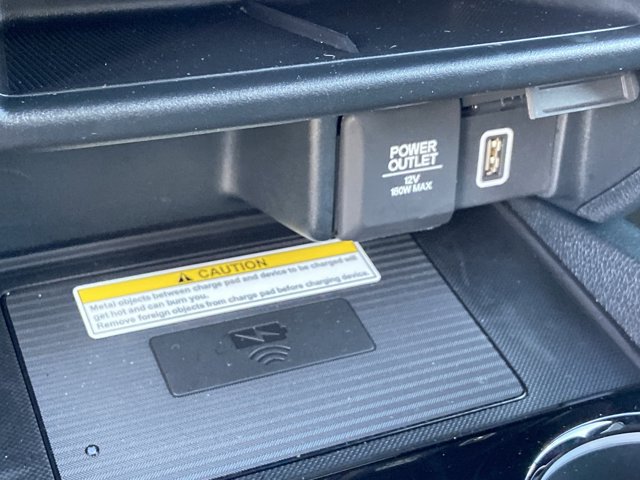 POWER
OUTLET
12V
180W MAX.
CAUTION
Metal objects between charge pad and device to be charged will
get hot and can burn you.
Remove foreign objects from charge pad before charging device.